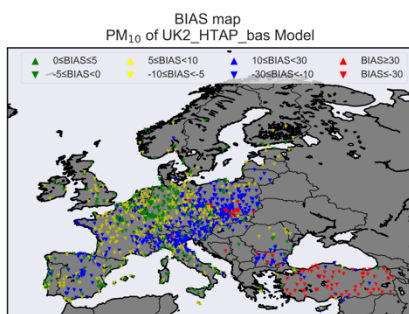 BIAS map
PM₁₀ of UK2_HTAP_bas Model
0≤BIAS≤5 5≤BIAS<10 10≤BIAS<30 BIAS≥30
-5≤BIAS<0 -10≤BIAS<-5 -30≤BIAS<-10 BIAS≤-30